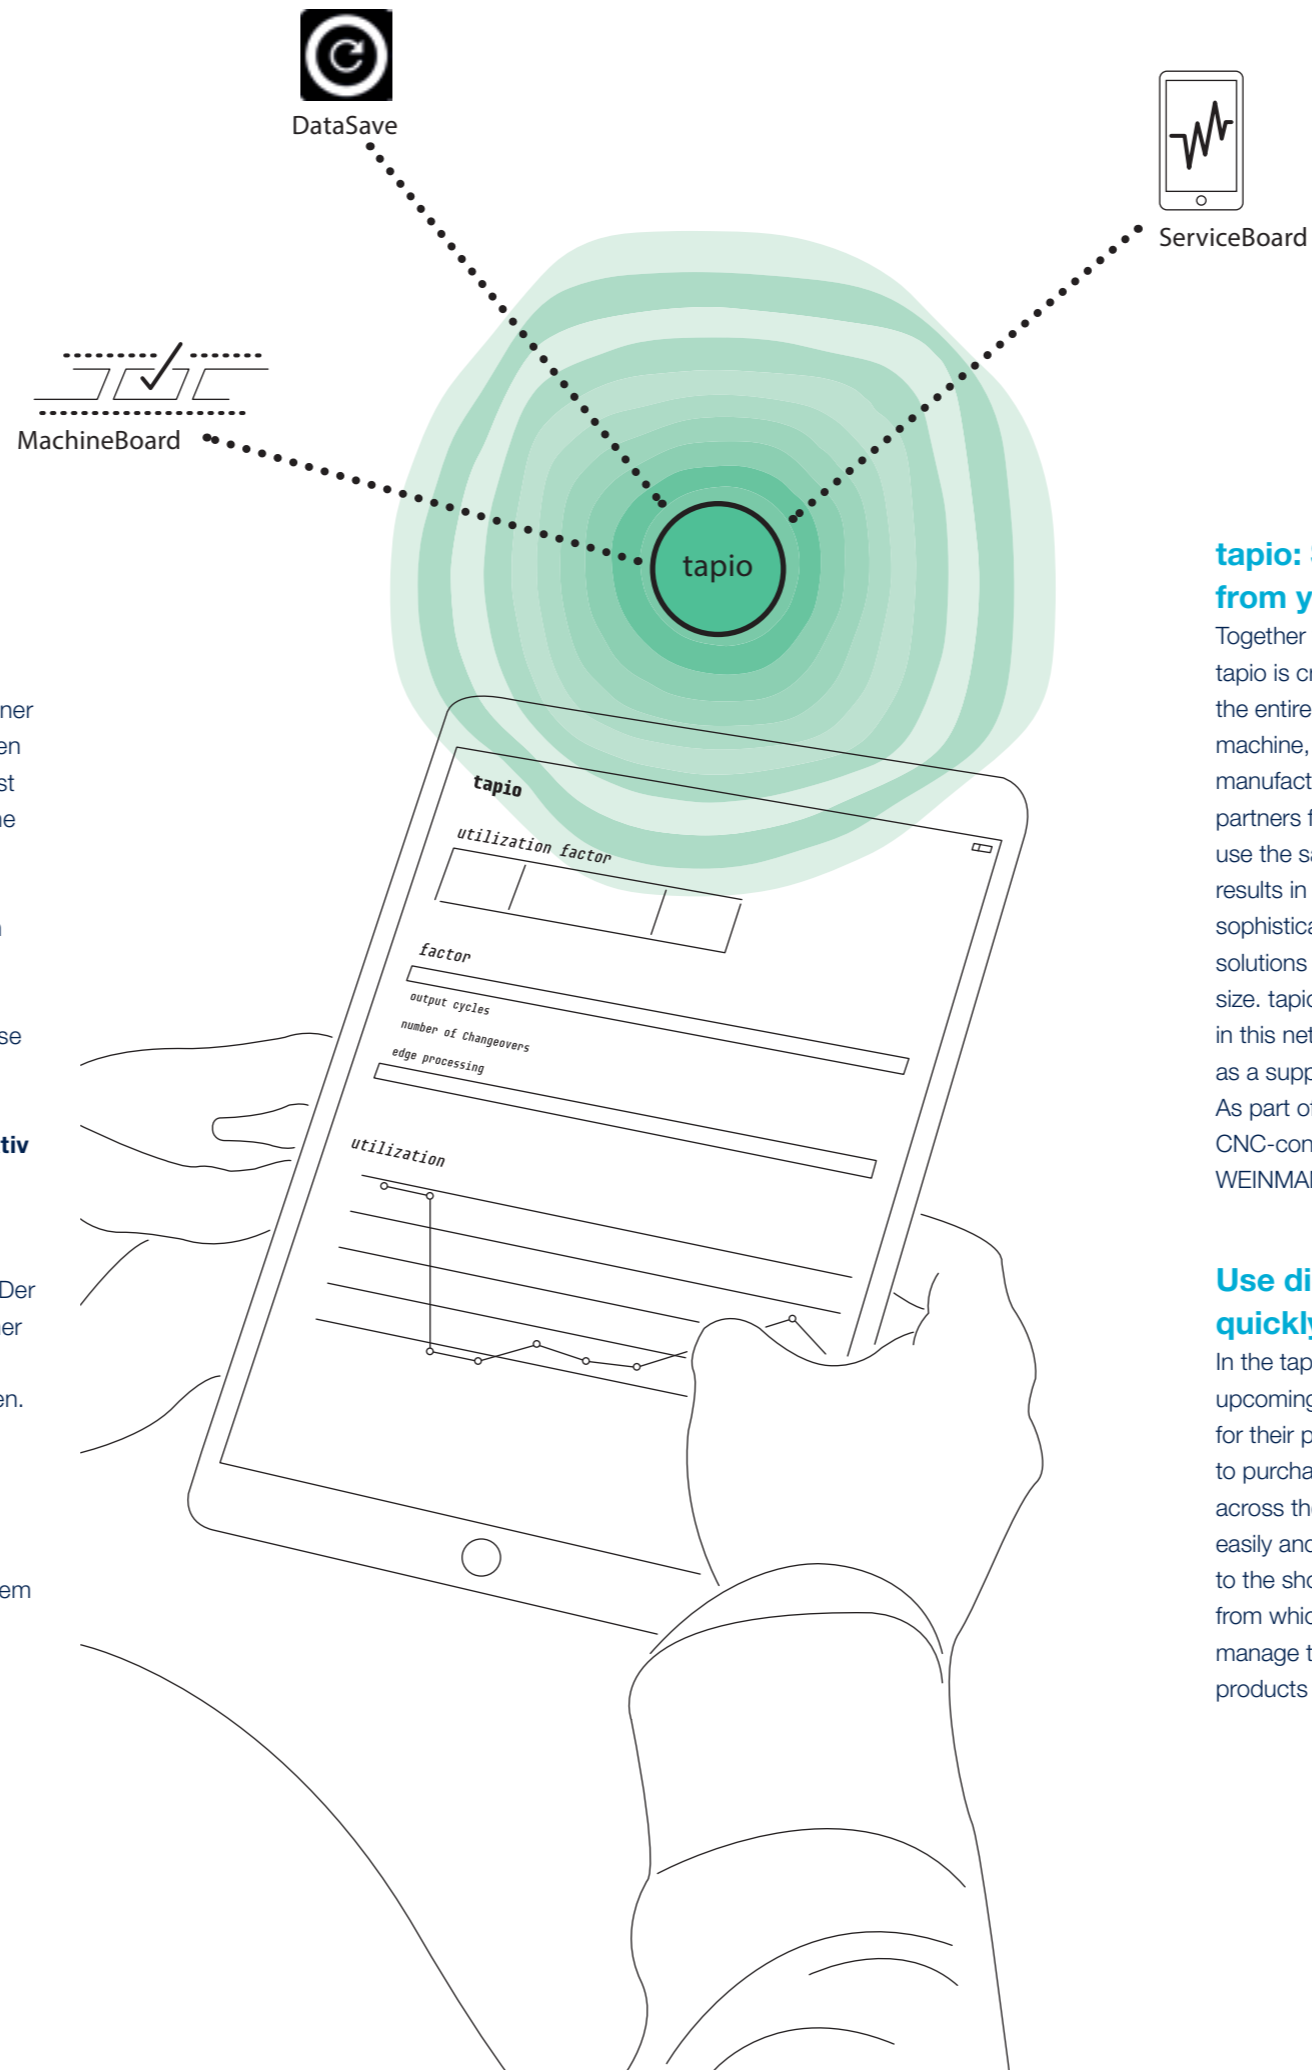 DataSave
ServiceBoard
MachineBoard
tapio
tapio
utilization factor
factor
output cycles
number of Changeovers
edge processing
utilization
ner
en
st
ne
se
tiv
Der
ner
en.
em
tapio:
from y
Together
tapio is cr
the entire
machine,
manufact
partners f
use the sa
results in
sophistica
solutions
size. tapio
in this net
as a supp
As part of
CNC-con
WEINMA
Use di
quickly
In the tap
upcoming
for their p
to purcha
across the
easily and
to the sho
from whic
manage t
products